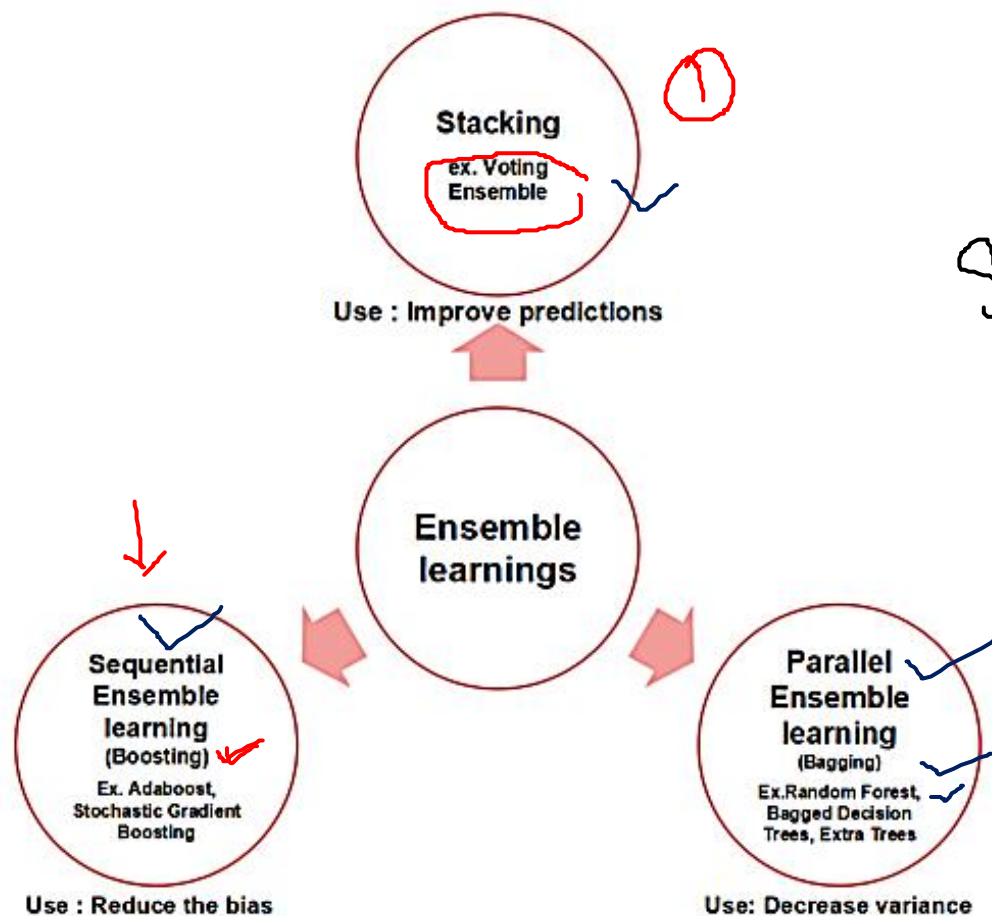 Stacking
ex. Voting
Ensemble
1
Use : Improve predictions
Ensemble
learnings
Sequential
Ensemble
learning
(Boosting)
Ex. Adaboost,
Stochastic Gradient
Boosting
Use : Reduce the bias
Parallel
Ensemble
learning
(Bagging)
Ex.Random Forest,
Bagged Decision
Trees, Extra Trees
Use: Decrease variance